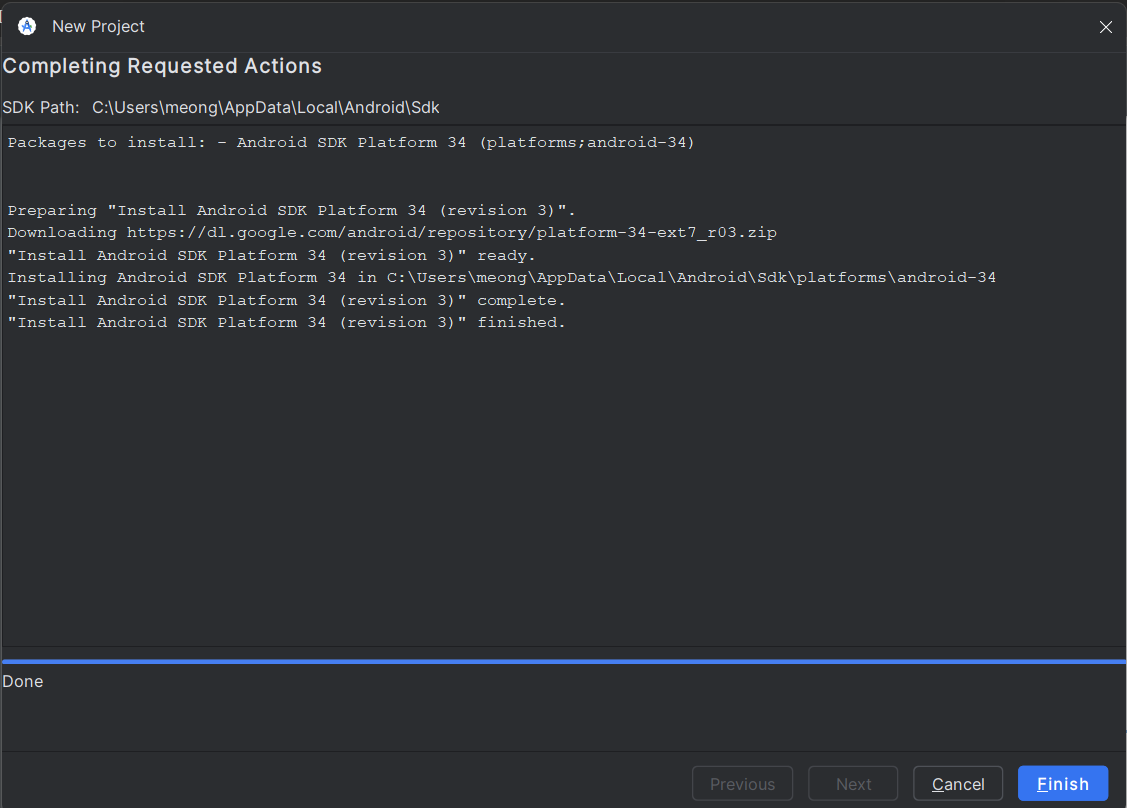 New Project
Completing Requested Actions
SDK Path: C:\Users\meong\AppData\Local\Android\Sdk
Packages to install: - Android SDK Platform 34 (platforms;android-34)
Preparing "Install Android SDK Platform 34 (revision 3)".
Downloading https://dl.google.com/android/repository/platform-34-ext7_r03.zip
"Install Android SDK Platform 34 (revision 3)" ready.
Installing Android SDK Platform 34 in C:\Users\meong\AppData\Local\Android\Sdk\platforms\android-34
"Install Android SDK Platform 34 (revision 3)" complete.
"Install Android SDK Platform 34 (revision 3)" finished.
Done
Previous Next Cancel Finish